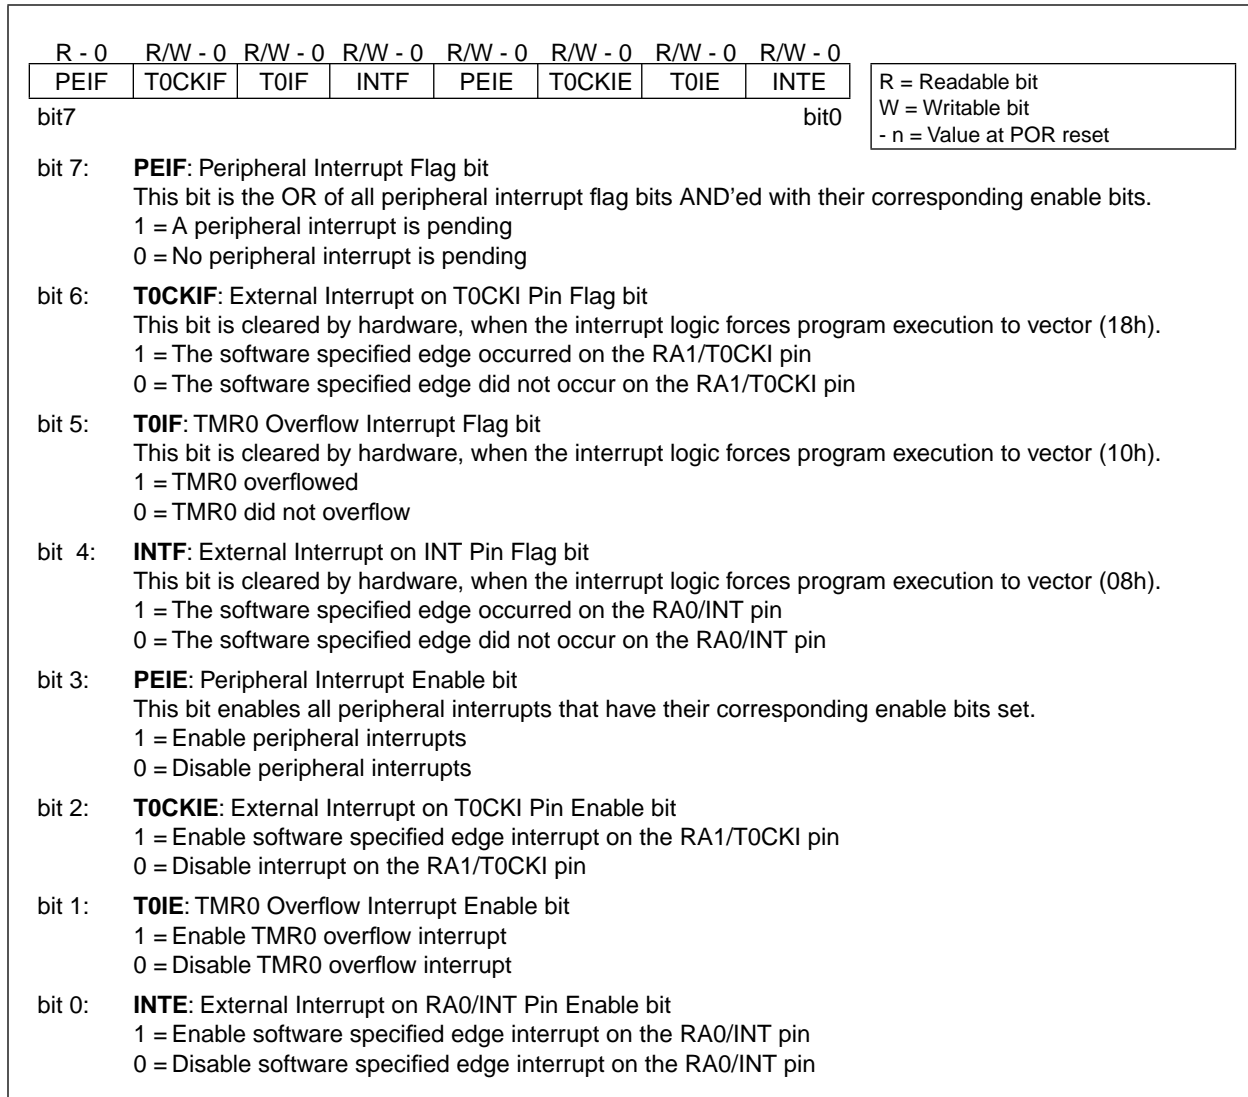 R - 0 R/W - 0 R/W - 0 R/W - 0 R/W - 0 R/W - 0 R/W - 0 R/W - 0
PEIF T0CKIF T0IF INTF PEIE T0CKIE T0IE INTE
bit7 bit0
R = Readable bit
W = Writable bit
- n = Value at POR reset
bit 7: PEIF: Peripheral Interrupt Flag bit
This bit is the OR of all peripheral interrupt flag bits AND'ed with their corresponding enable bits.
1 = A peripheral interrupt is pending
0 = No peripheral interrupt is pending
bit 6: T0CKIF: External Interrupt on T0CKI Pin Flag bit
This bit is cleared by hardware, when the interrupt logic forces program execution to vector (18h).
1 = The software specified edge occurred on the RA1/T0CKI pin
0 = The software specified edge did not occur on the RA1/T0CKI pin
bit 5: T0IF: TMR0 Overflow Interrupt Flag bit
This bit is cleared by hardware, when the interrupt logic forces program execution to vector (10h).
1 = TMR0 overflowed
0 = TMR0 did not overflow
bit 4: INTF: External Interrupt on INT Pin Flag bit
This bit is cleared by hardware, when the interrupt logic forces program execution to vector (08h).
1 = The software specified edge occurred on the RA0/INT pin
0 = The software specified edge did not occur on the RA0/INT pin
bit 3: PEIE: Peripheral Interrupt Enable bit
This bit enables all peripheral interrupts that have their corresponding enable bits set.
1 = Enable peripheral interrupts
0 = Disable peripheral interrupts
bit 2: T0CKIE: External Interrupt on T0CKI Pin Enable bit
1 = Enable software specified edge interrupt on the RA1/T0CKI pin
0 = Disable interrupt on the RA1/T0CKI pin
bit 1: T0IE: TMR0 Overflow Interrupt Enable bit
1 = Enable TMR0 overflow interrupt
0 = Disable TMR0 overflow interrupt
bit 0: INTE: External Interrupt on RA0/INT Pin Enable bit
1 = Enable software specified edge interrupt on the RA0/INT pin
0 = Disable software specified edge interrupt on the RA0/INT pin